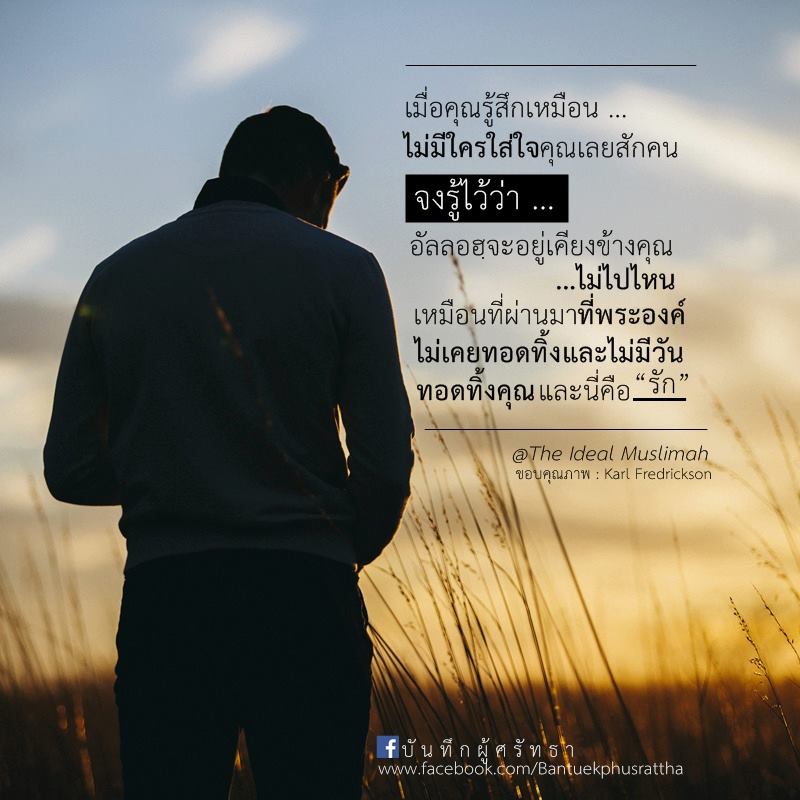 เมื่อคุณรู้สึกเหมือน ...
ไม่มีใครใส่ใจคุณเลยสักคน
จงรู้ไว้ว่า ...
อัลลอฮฺจะอยู่เคียงข้างคุณ
...ไม่ไปไหน
เหมือนที่ผ่านมาที่พระองค์
ไม่เคยทอดทิ้งและไม่มีวัน
ทอดทิ้งคุณ และนี่คือ “รัก”
@The Ideal Muslimah
ขอบคุณภาพ : Karl Fredrickson
f บันทึกผู้ศรัทธา
www.facebook.com/Bantuekphusrattha